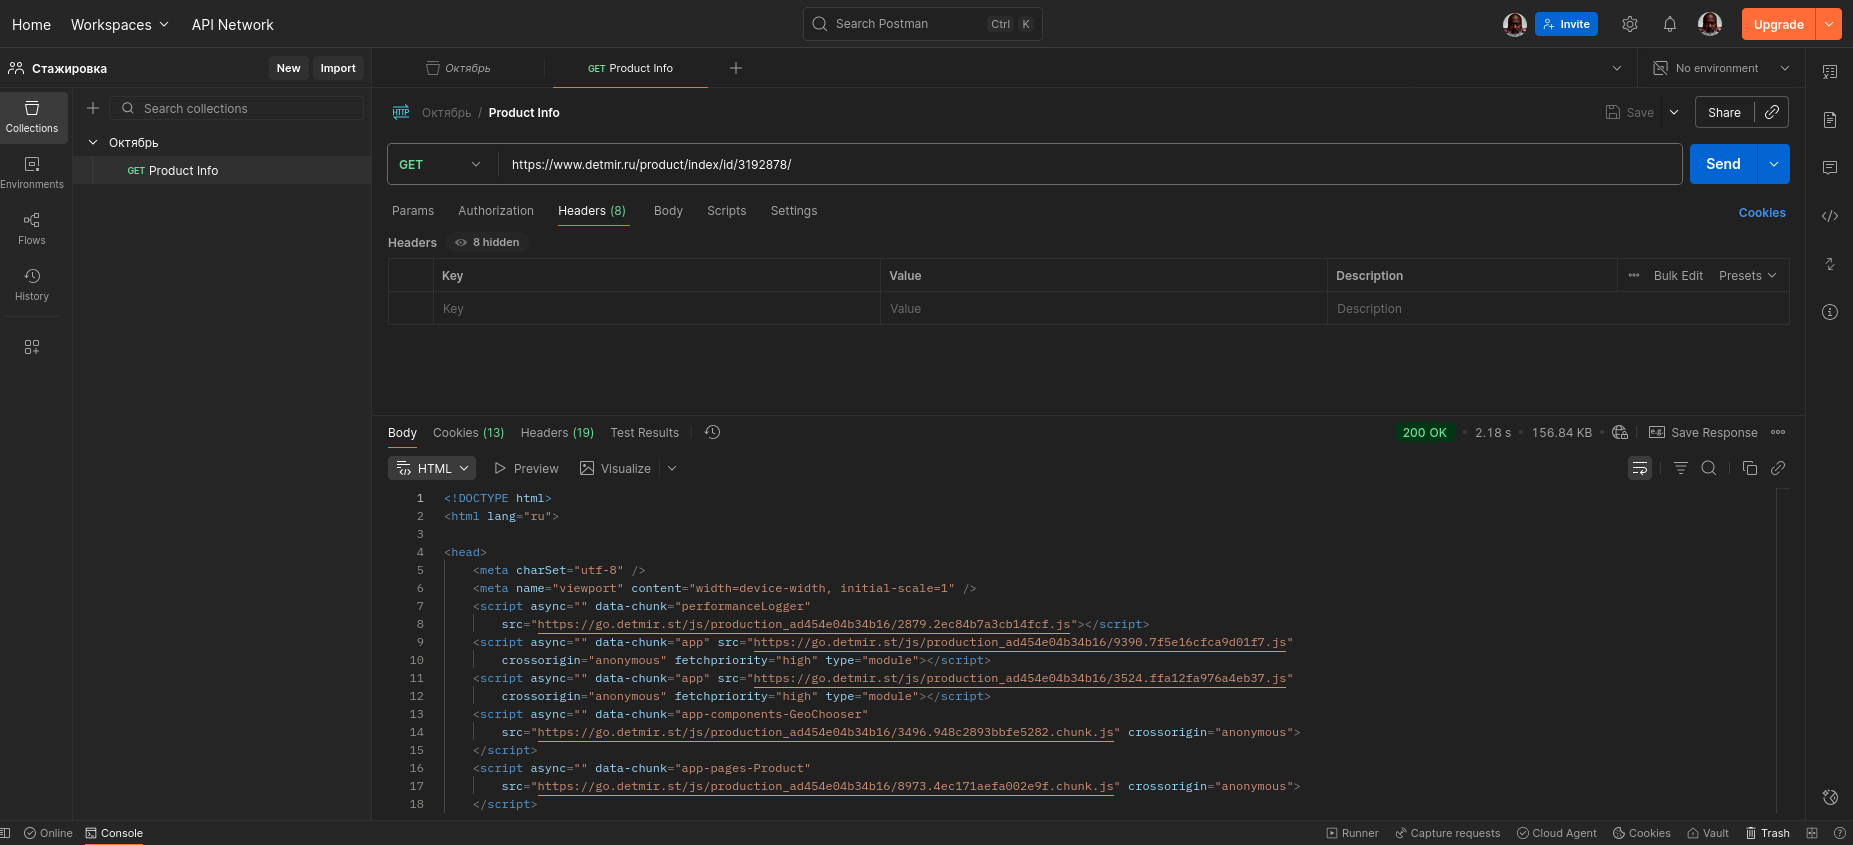 Home Workspaces API Network Search Postman Ctrl K Invite Upgrade
Стажировка New Import Октябрь GET Product Info No environment
Collections Search collections
Октябрь
GET Product Info
Environments
Flows
History
Октябрь / Product Info Save Share
GET https://www.detmir.ru/product/index/id/3192878/ Send
Params Authorization Headers (8) Body Scripts Settings Cookies
Headers 8 hidden
Key Value Description Bulk Edit Presets
Key Value Description
Body Cookies (13) Headers (19) Test Results 200 OK • 2.18 s • 156.84 KB • e.g. Save Response
HTML Preview Visualize
1 <!DOCTYPE html>
2 <html lang="ru">
3
4 <head>
5 <meta charSet="utf-8" />
6 <meta name="viewport" content="width=device-width, initial-scale=1" />
7 <script async="" data-chunk="performanceLogger"
8 src="https://go.detmir.st/js/production_ad454e04b34b16/2879.2ec84b7a3cb14fcf.js"></script>
9 <script async="" data-chunk="app" src="https://go.detmir.st/js/production_ad454e04b34b16/9390.7f5e16cfca9d01f7.js"
10 crossorigin="anonymous" fetchpriority="high" type="module"></script>
11 <script async="" data-chunk="app" src="https://go.detmir.st/js/production_ad454e04b34b16/3524.ffa12fa976a4eb37.js"
12 crossorigin="anonymous" fetchpriority="high" type="module"></script>
13 <script async="" data-chunk="app-components-GeoChooser"
14 src="https://go.detmir.st/js/production_ad454e04b34b16/3496.948c2893bbfe5282.chunk.js" crossorigin="anonymous">
15 </script>
16 <script async="" data-chunk="app-pages-Product"
17 src="https://go.detmir.st/js/production_ad454e04b34b16/8973.4ec171aefa002e9f.chunk.js" crossorigin="anonymous">
18 </script>
Online Console Runner Capture requests Cloud Agent Cookies Vault Trash